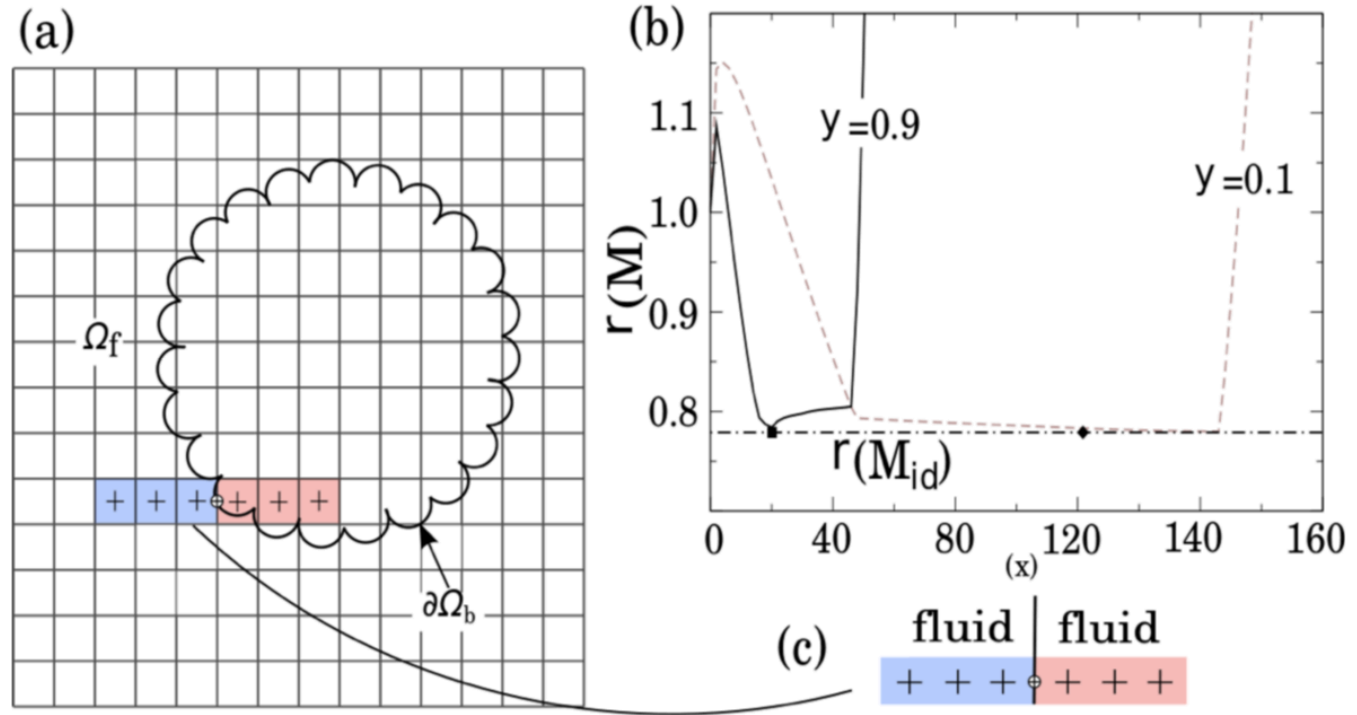 (a)
Ωf
∂Ωb
(b)
r(M)
1.1
1.0
0.9
0.8
y=0.9
y=0.1
r(Mid)
0 40 80 120 140 160
(x)
(c)
fluid fluid